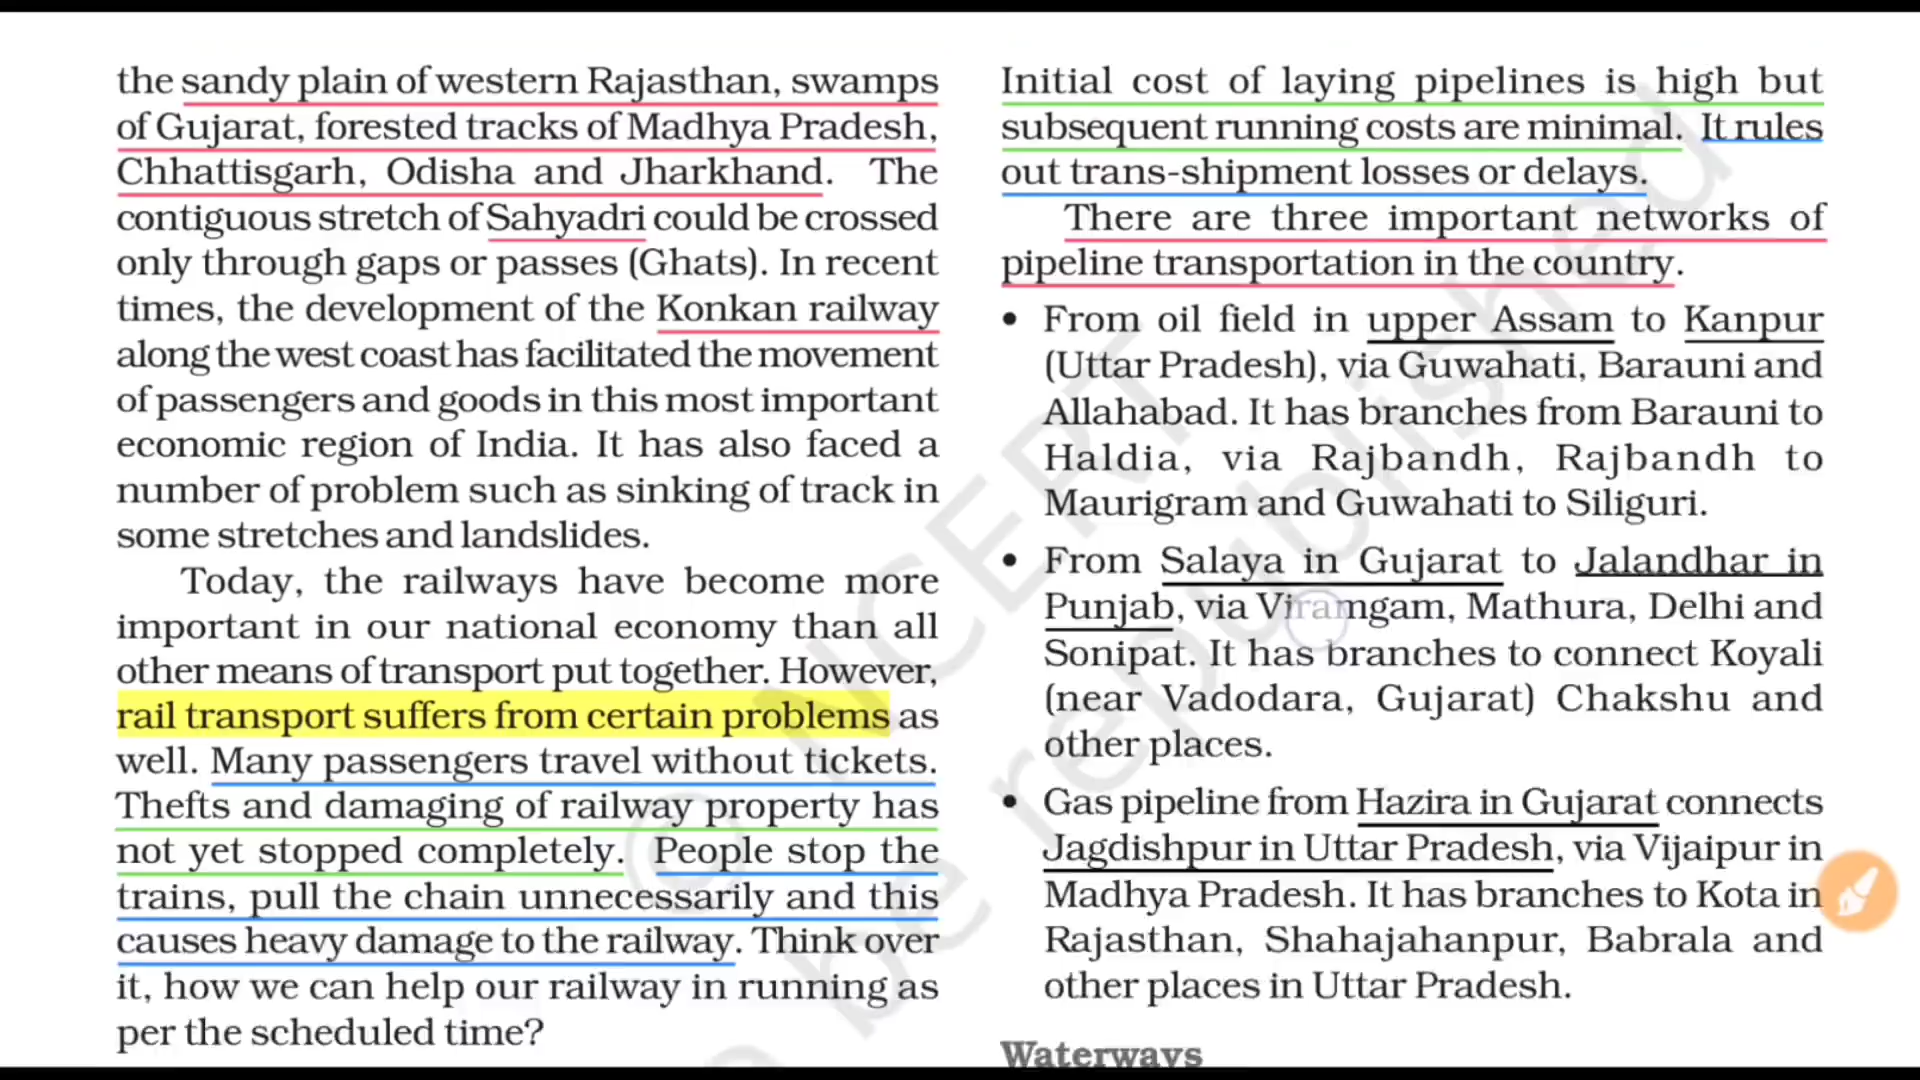 the sandy plain of western Rajasthan, swamps
of Gujarat, forested tracks of Madhya Pradesh,
Chhattisgarh, Odisha and Jharkhand. The
contiguous stretch of Sahyadri could be crossed
only through gaps or passes (Ghats). In recent
times, the development of the Konkan railway
along the west coast has facilitated the movement
of passengers and goods in this most important
economic region of India. It has also faced a
number of problem such as sinking of track in
some stretches and landslides.
Today, the railways have become more
important in our national economy than all
other means of transport put together. However,
rail transport suffers from certain problems as
well. Many passengers travel without tickets.
Thefts and damaging of railway property has
not yet stopped completely. People stop the
trains, pull the chain unnecessarily and this
causes heavy damage to the railway. Think over
it, how we can help our railway in running as
per the scheduled time?
Initial cost of laying pipelines is high but
subsequent running costs are minimal. It rules
out trans-shipment losses or delays.
There are three important networks of
pipeline transportation in the country.
• From oil field in upper Assam to Kanpur
(Uttar Pradesh), via Guwahati, Barauni and
Allahabad. It has branches from Barauni to
Haldia, via Rajbandh, Rajbandh to
Maurigram and Guwahati to Siliguri.
• From Salaya in Gujarat to Jalandhar in
Punjab, via Viramgam, Mathura, Delhi and
Sonipat. It has branches to connect Koyali
(near Vadodara, Gujarat) Chakshu and
other places.
• Gas pipeline from Hazira in Gujarat connects
Jagdishpur in Uttar Pradesh, via Vijaipur in
Madhya Pradesh. It has branches to Kota in
Rajasthan, Shahajahanpur, Babrala and
other places in Uttar Pradesh.
Waterways
© NCERT
be republished